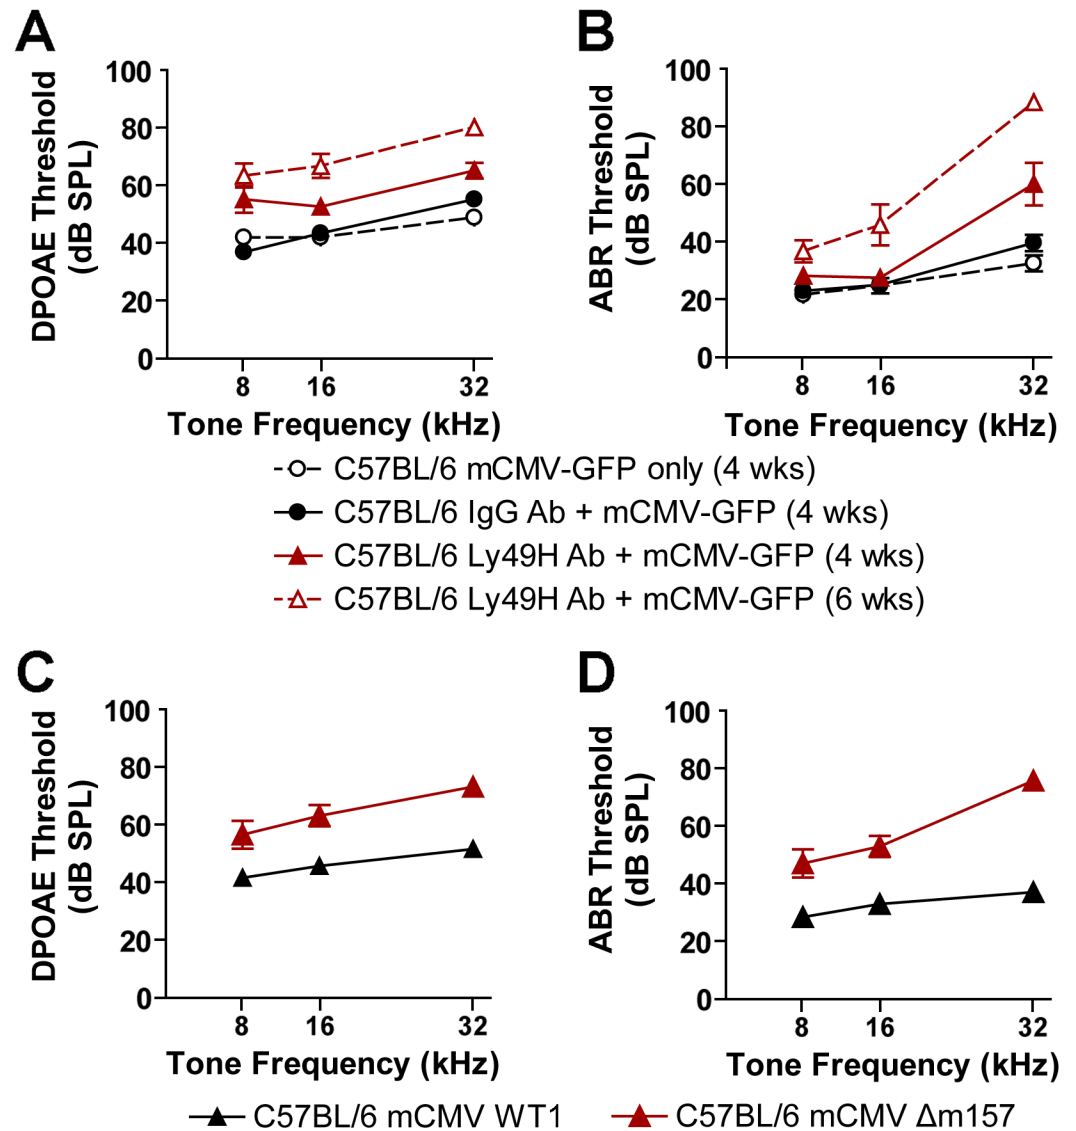 A
100
80
60
40
20
0
DPOAE Threshold
(dB SPL)
8 16 32
Tone Frequency (kHz)
B
100
80
60
40
20
0
ABR Threshold
(dB SPL)
8 16 32
Tone Frequency (kHz)
C57BL/6 mCMV-GFP only (4 wks)
C57BL/6 IgG Ab + mCMV-GFP (4 wks)
C57BL/6 Ly49H Ab + mCMV-GFP (4 wks)
C57BL/6 Ly49H Ab + mCMV-GFP (6 wks)
C
100
80
60
40
20
0
DPOAE Threshold
(dB SPL)
8 16 32
Tone Frequency (kHz)
D
100
80
60
40
20
0
ABR Threshold
(dB SPL)
8 16 32
Tone Frequency (kHz)
C57BL/6 mCMV WT1
C57BL/6 mCMV Δm157